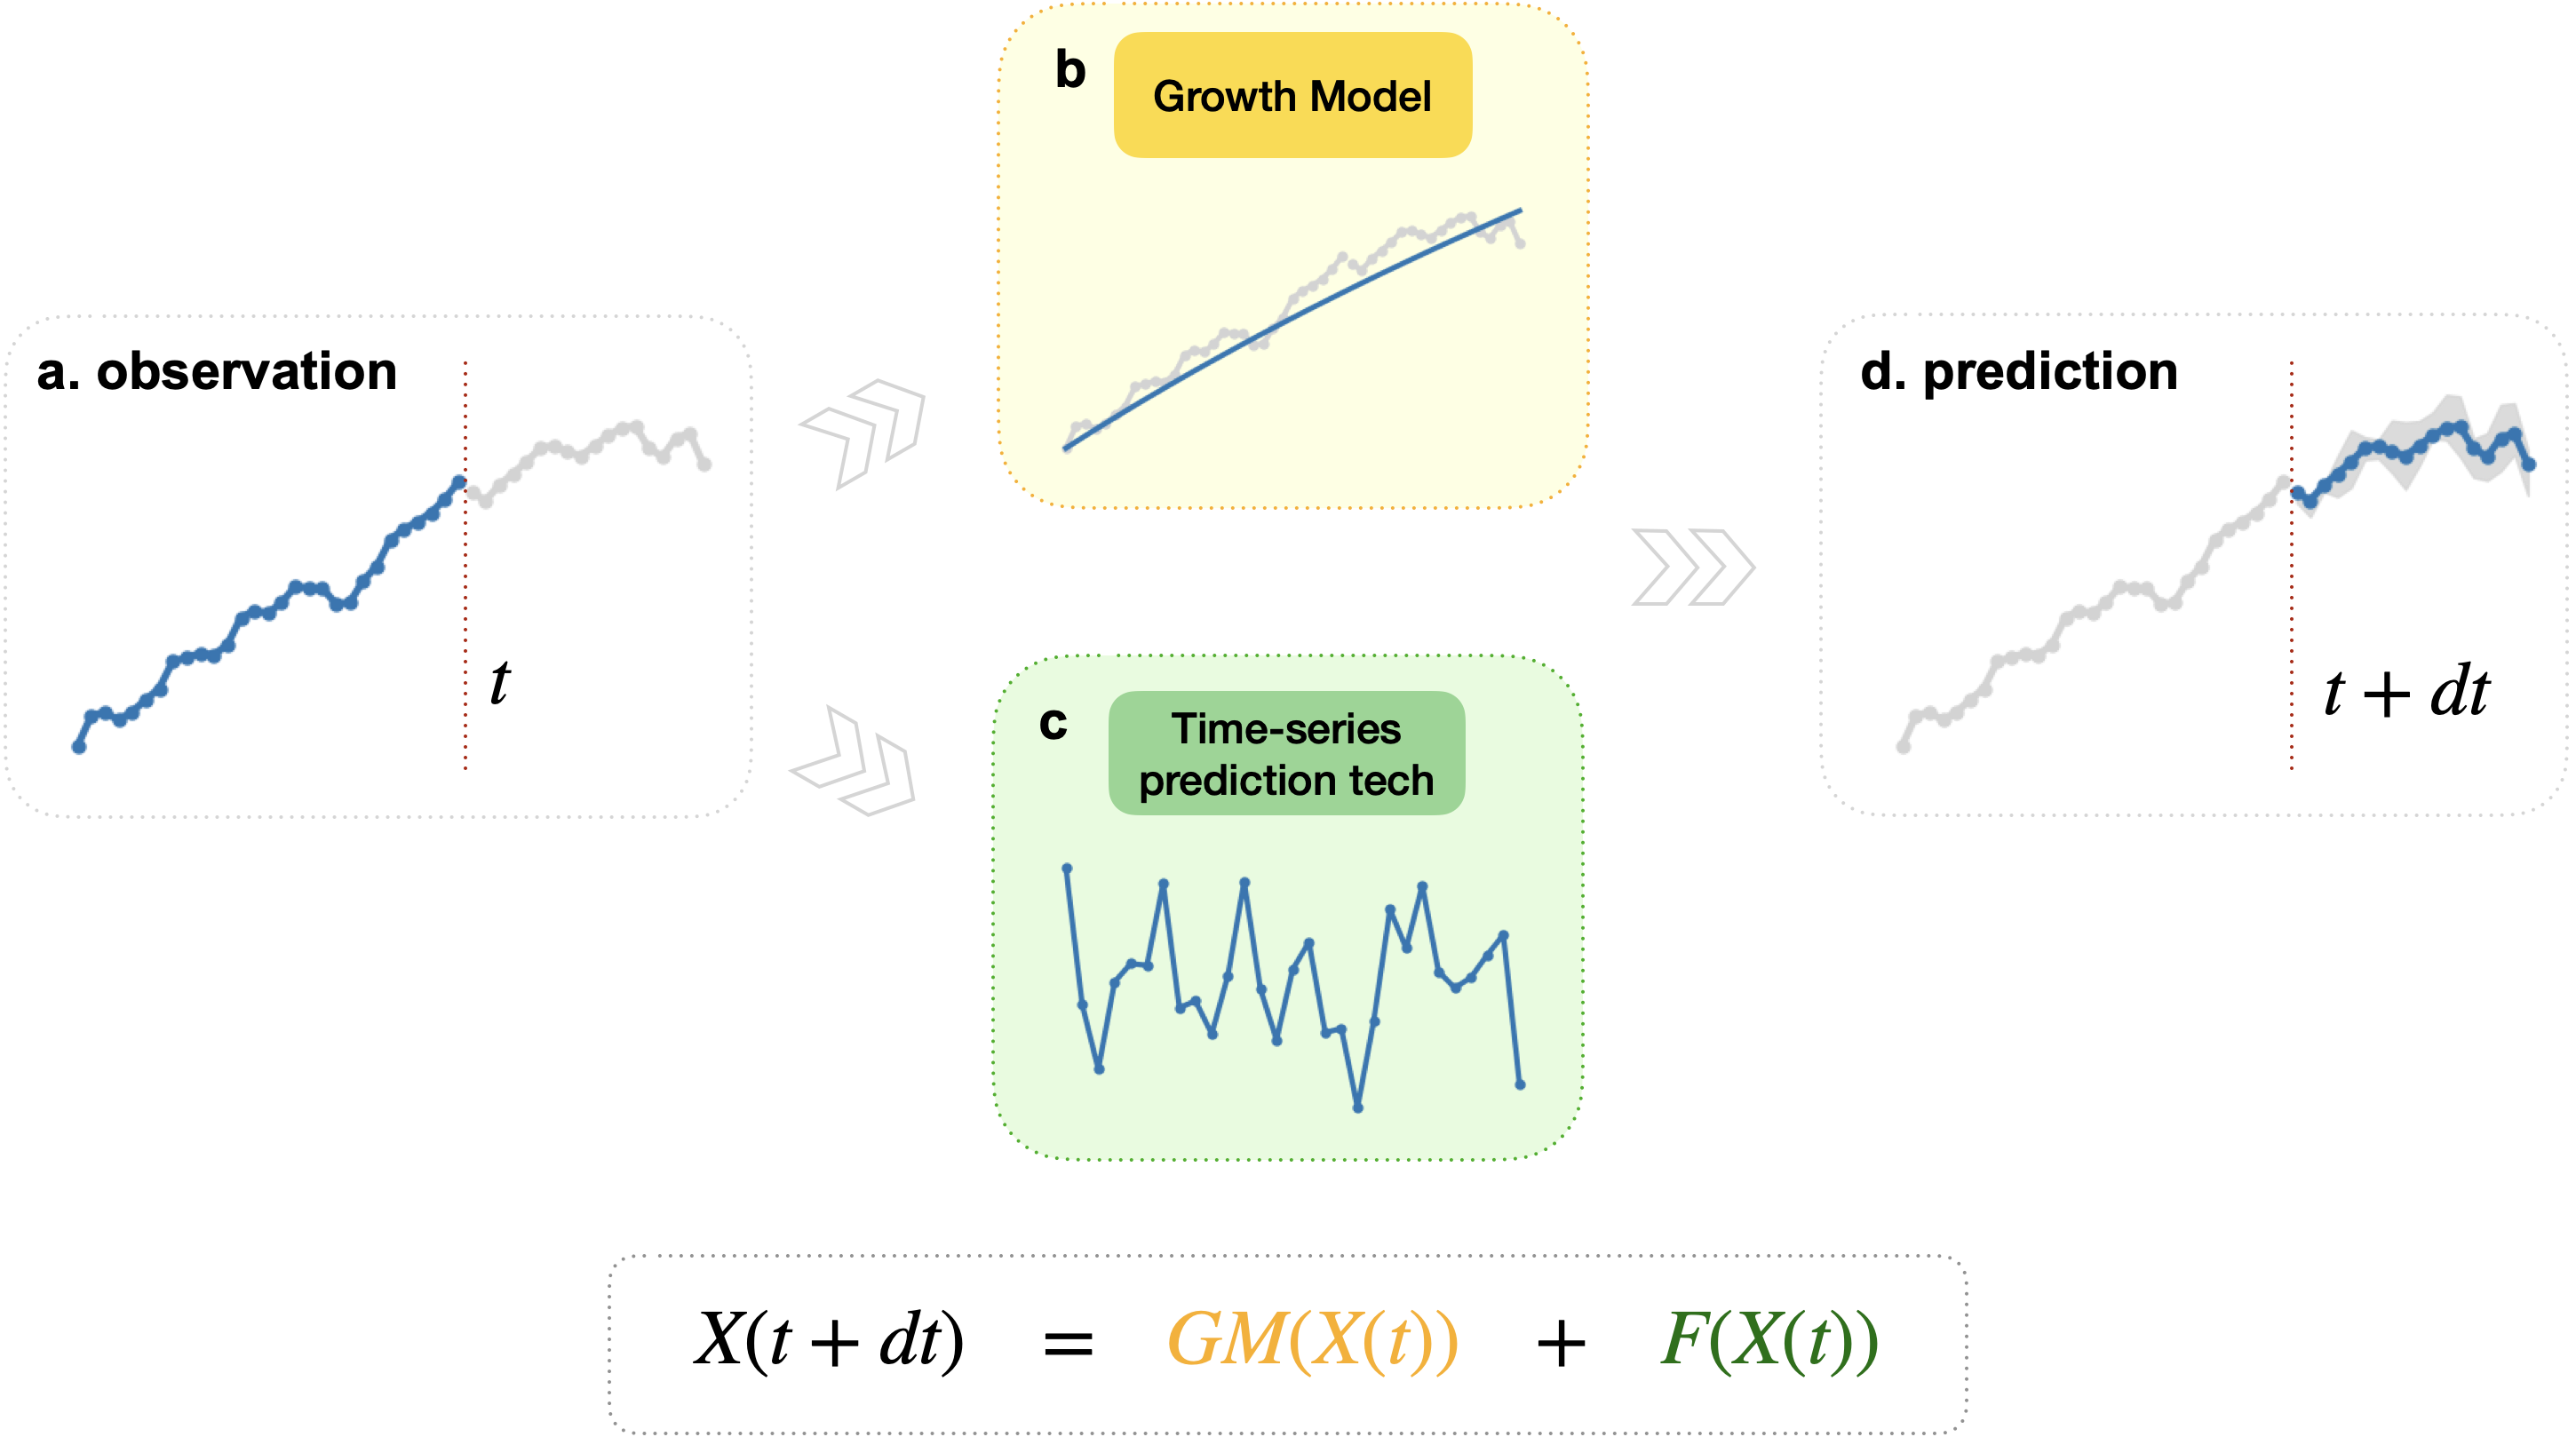 a. observation
t
b
Growth Model
c
Time-series
prediction tech
d. prediction
t + dt
X(t + dt) = GM(X(t)) + F(X(t))